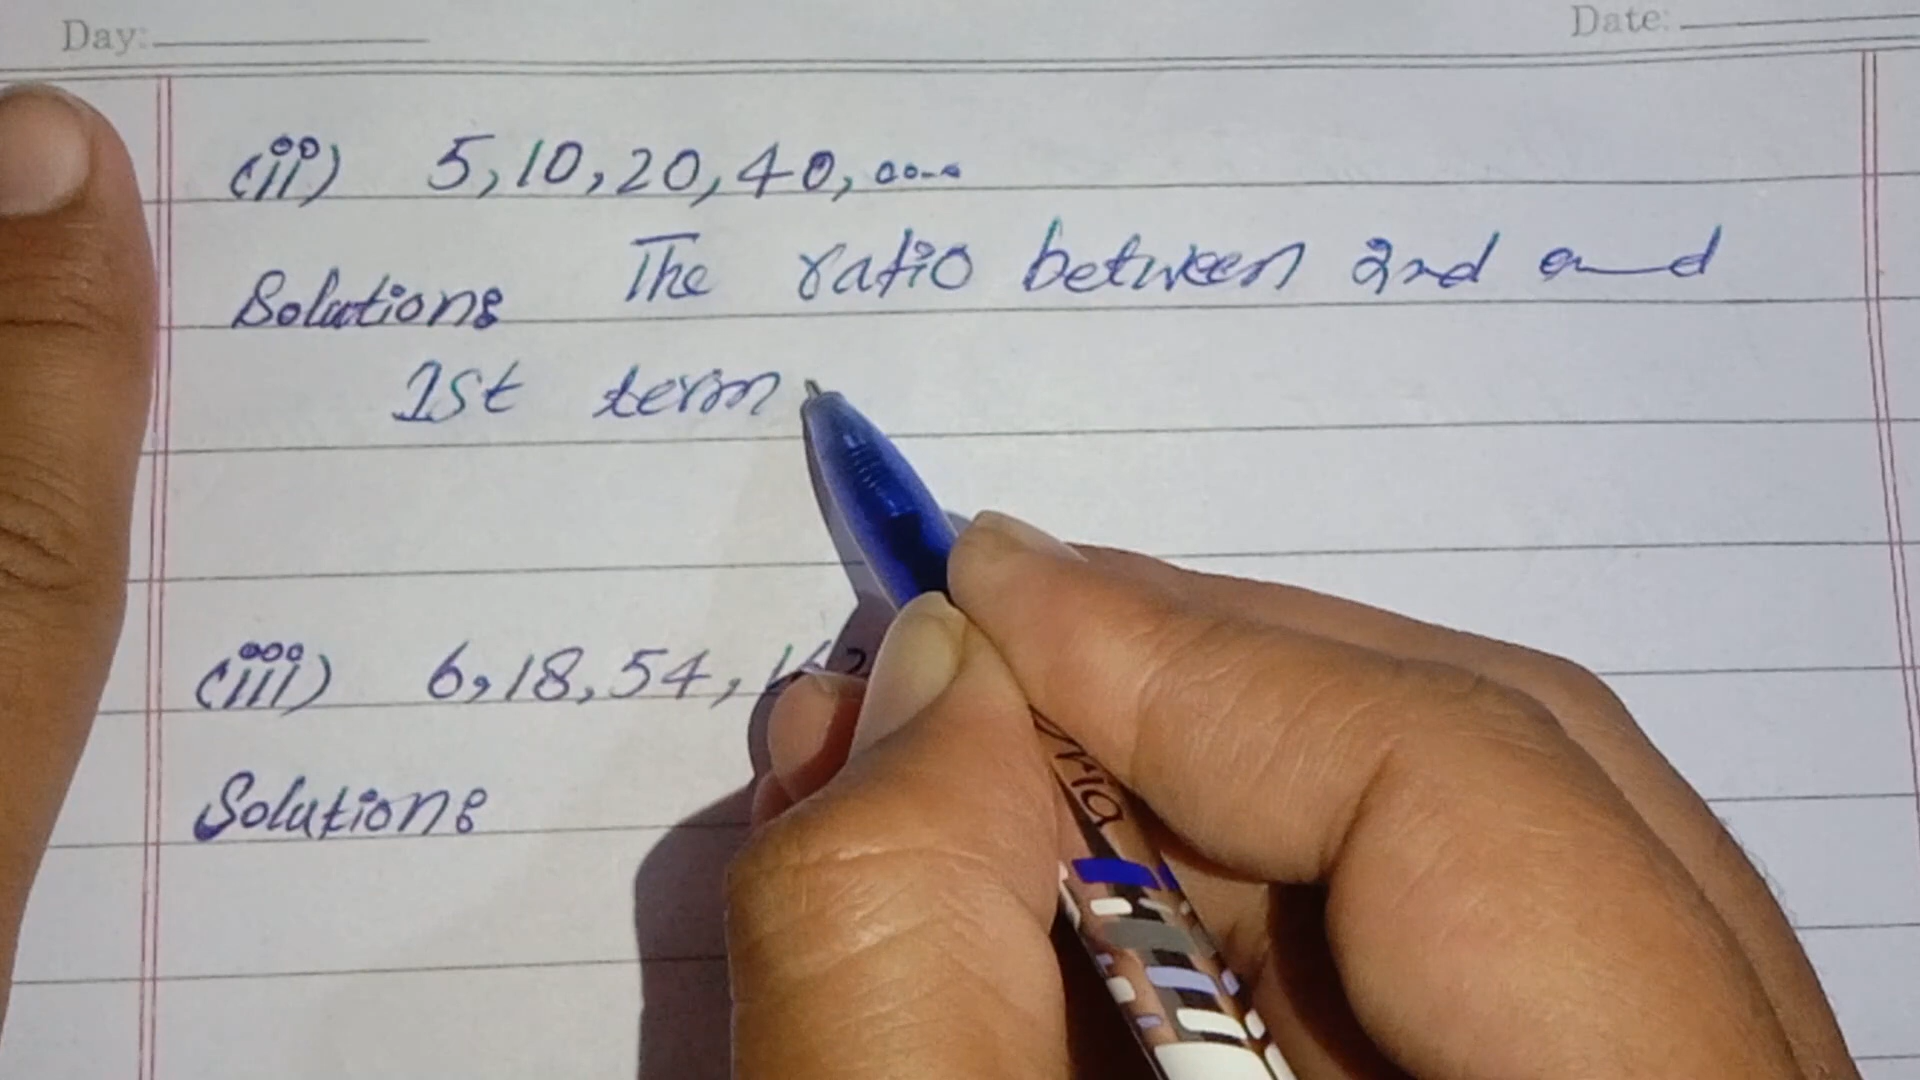 Day:
Date:
(ii) 5,10,20,40,....
Solution: The ratio between 2nd and
1st term
(iii) 6,18,54,
Solution: